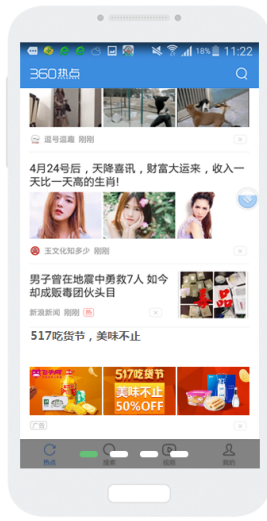 18% 11:22
360热点
逗号逗趣 刚刚
4月24号后，天降喜讯，财富大运来，收入一
天比一天高的生肖!
玉文化知多少 刚刚
男子曾在地震中勇救7人 如今
却成贩毒团伙头目
新浪新闻 刚刚 热
517吃货节，美味不止
517吃货节
美味不止
50%OFF
广告
热点 搜索 视频 我的